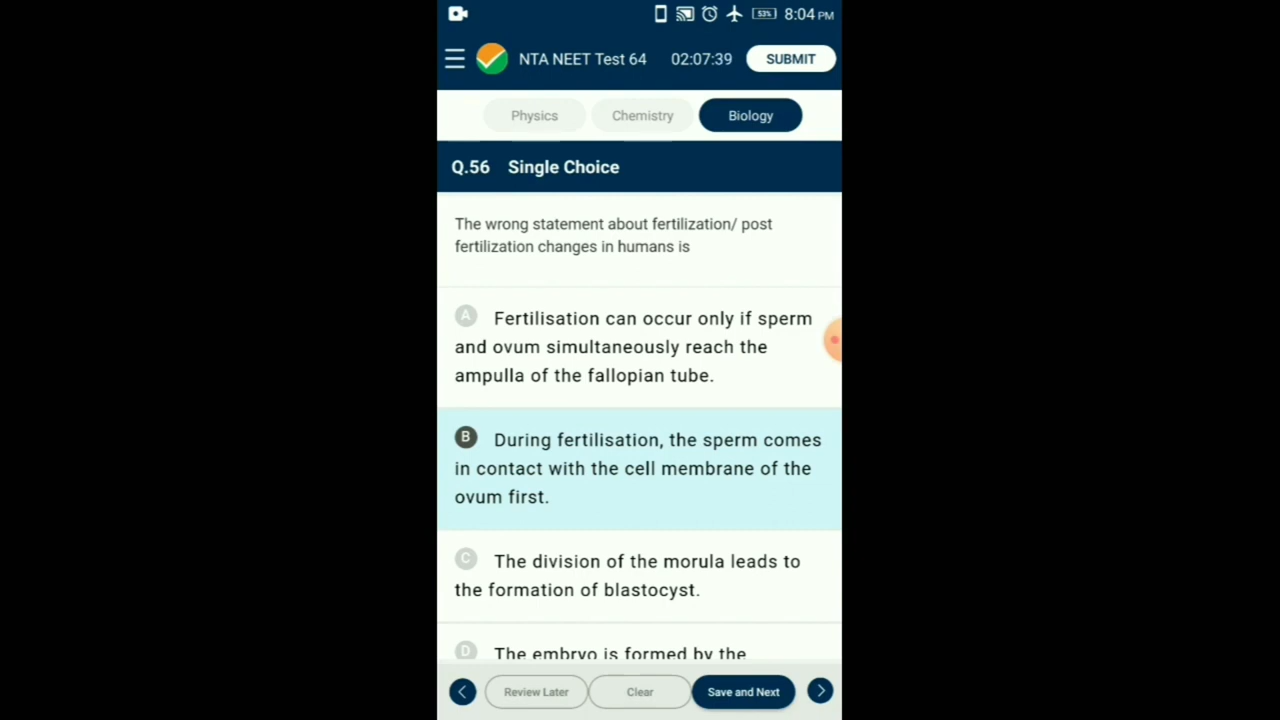 53% 8:04 PM
NTA NEET Test 64 02:07:39 SUBMIT
Physics Chemistry Biology
Q.56 Single Choice
The wrong statement about fertilization/ post
fertilization changes in humans is
A Fertilisation can occur only if sperm
and ovum simultaneously reach the
ampulla of the fallopian tube.
B During fertilisation, the sperm comes
in contact with the cell membrane of the
ovum first.
C The division of the morula leads to
the formation of blastocyst.
D The embryo is formed by the
Review Later Clear Save and Next